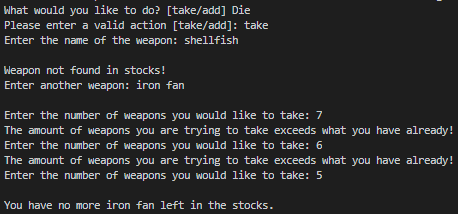 What would you like to do? [take/add] Die
Please enter a valid action [take/add]: take
Enter the name of the weapon: shellfish
Weapon not found in stocks!
Enter another weapon: iron fan
Enter the number of weapons you would like to take: 7
The amount of weapons you are trying to take exceeds what you have already!
Enter the number of weapons you would like to take: 6
The amount of weapons you are trying to take exceeds what you have already!
Enter the number of weapons you would like to take: 5
You have no more iron fan left in the stocks.